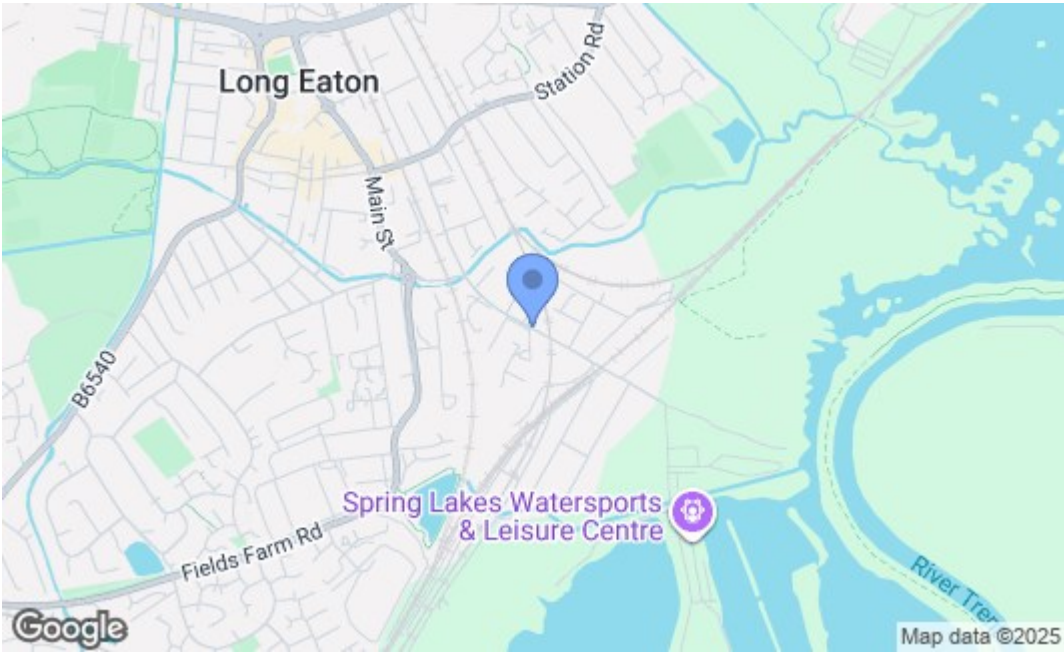 Station Rd
Long Eaton
Main St
B6540
Spring Lakes Watersports
& Leisure Centre
Fields Farm Rd
River Tren
Google
Map data ©2025